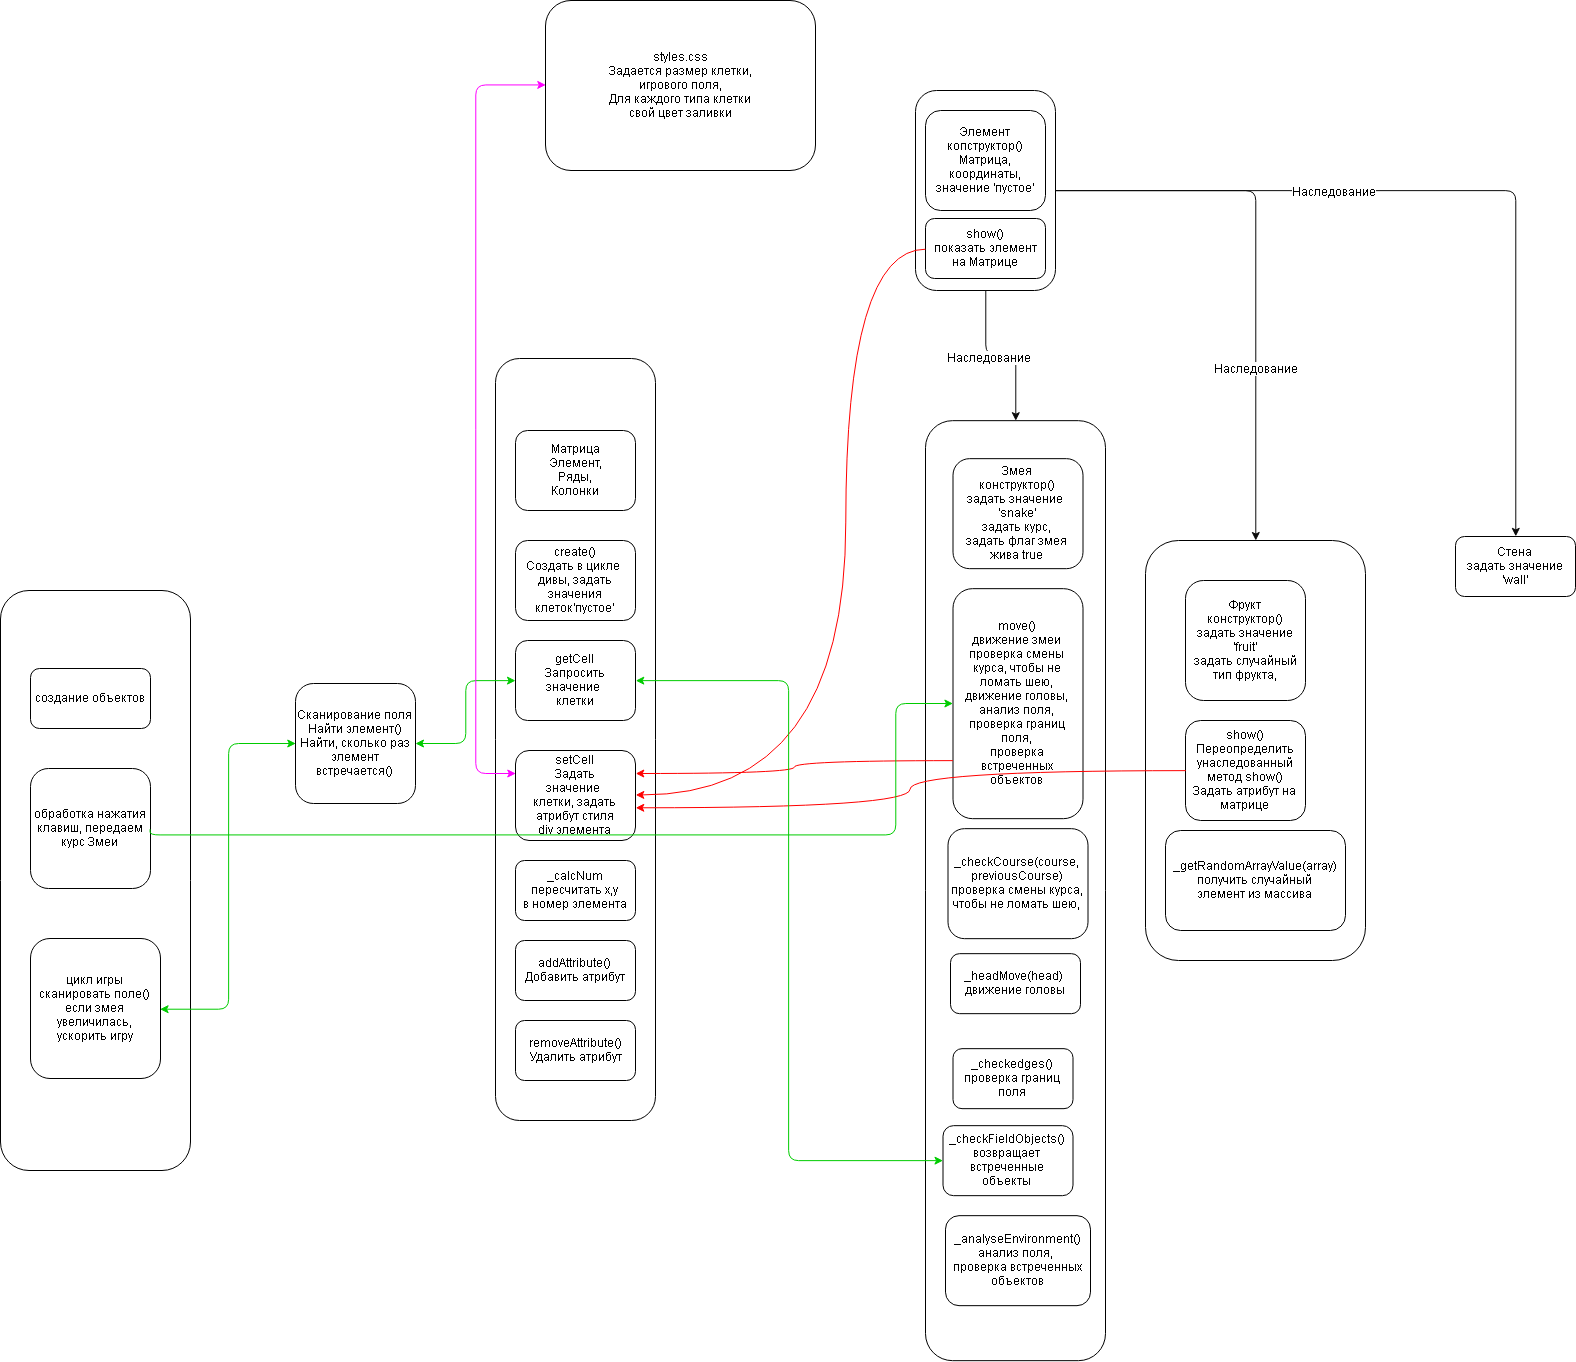 styles.css
Задается размер клетки,
игрового поля,
Для каждого типа клетки
свой цвет заливки
Элемент
копструктор()
Матрица,
координаты,
значение 'пустое'
show()
показать элемент
на Матрице
Наследование
Наследование
Наследование
Матрица
Элемент,
Ряды,
Колонки
create()
Создать в цикле
дивы, задать
значения
клеток'пустое'
getCell
Запросить
значение
клетки
setCell
Задать
значение
клетки, задать
атрибут стиля
div элемента
_calcNum
пересчитать x,y
в номер элемента
addAttribute()
Добавить атрибут
removeAttribute()
Удалить атрибут
создание объектов
обработка нажатия
клавиш, передаем
курс Змеи
цикл игры
сканировать поле()
если змея
увеличилась,
ускорить игру
Сканирование поля
Найти элемент()
Найти, сколько раз
элемент
встречается()
Змея
конструктор()
задать значение
'snake'
задать курс,
задать флаг змея
жива true
move()
движение змеи
проверка смены
курса, чтобы не
ломать шею,
движение головы,
анализ поля,
проверка границ
поля,
проверка
встреченных
объектов
_checkCourse(course,
previousCourse)
проверка смены курса,
чтобы не ломать шею,
_headMove(head)
движение головы
_checkedges()
проверка границ
поля
_checkFieldObjects()
возвращает
встреченные
объекты
_analyseEnvironment()
анализ поля,
проверка встреченных
объектов
Фрукт
конструктор()
задать значение
'fruit'
задать случайный
тип фрукта,
show()
Переопределить
унаследованный
метод show()
Задать атрибут на
матрице
_getRandomArrayValue(array)
получить случайный
элемент из массива
Стена
задать значение
'wall'